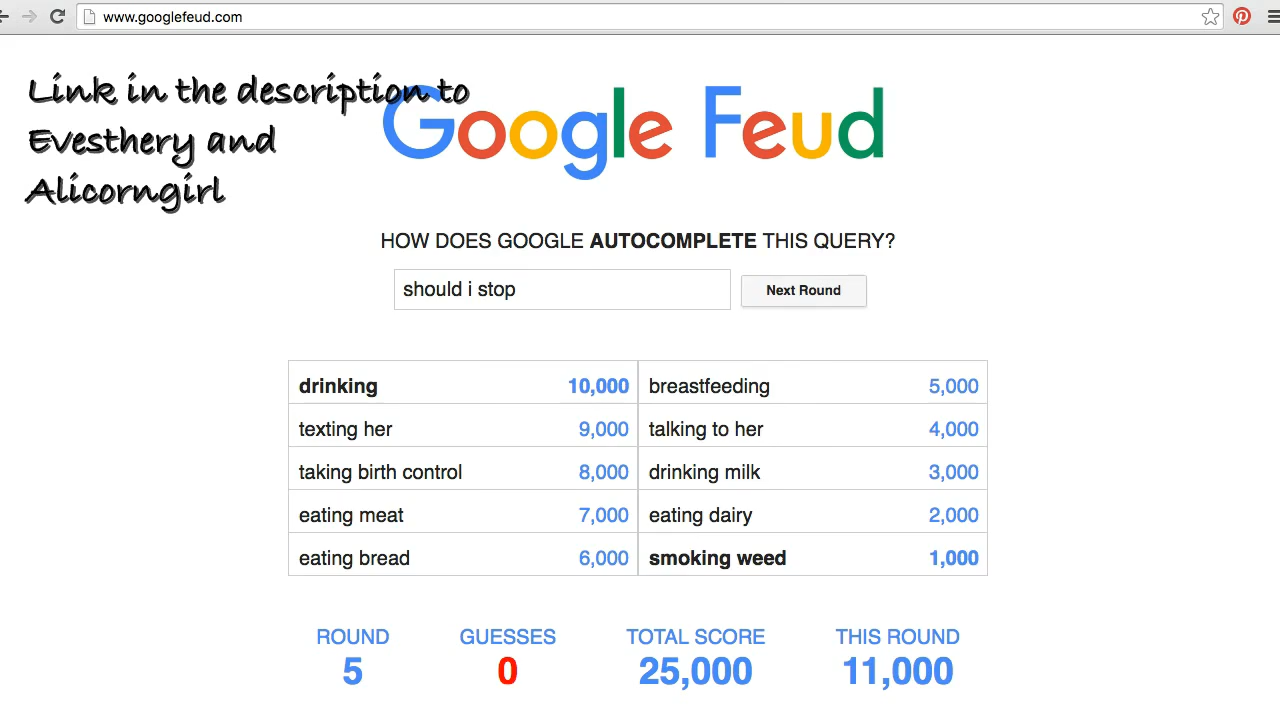 www.googlefeud.com
Link in the description to
Evesthery and
Alicorngirl
Google Feud
HOW DOES GOOGLE AUTOCOMPLETE THIS QUERY?
should i stop
Next Round
drinking 10,000 breastfeeding 5,000
texting her 9,000 talking to her 4,000
taking birth control 8,000 drinking milk 3,000
eating meat 7,000 eating dairy 2,000
eating bread 6,000 smoking weed 1,000
ROUND GUESSES TOTAL SCORE THIS ROUND
5 0 25,000 11,000